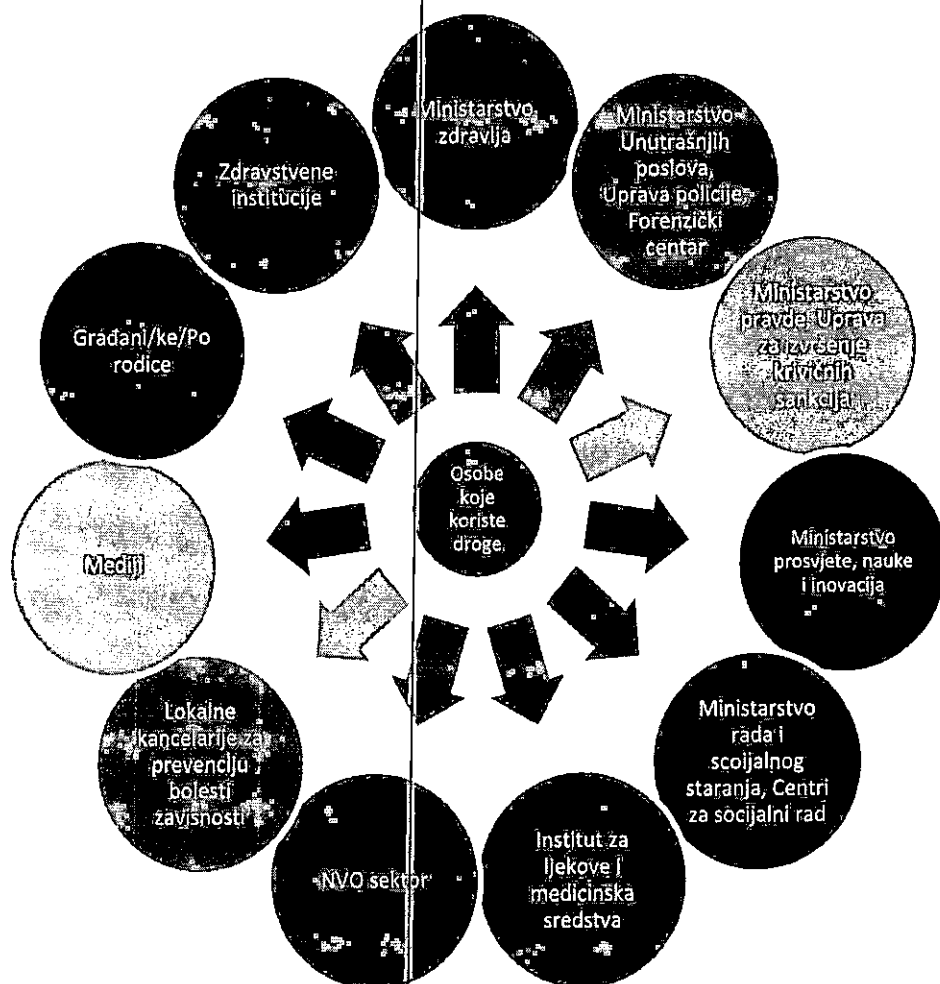 Ministarstvo
zdravlja
Ministarstvo
Unutrašnjih
poslova,
Uprava policije,
Forenzički
centar
Ministarstvo
pravde, Uprava
za izvršenje
krivičnih
sankcija
Ministarstvo
prosvjete, nauke
i inovacija
Ministarstvo
rada i
scoijalnog
staranja, Centri
za socijalni rad
Institut za
ljekove i
medicinska
sredstva
NVO sektor
Lokalne
kancelarije za
prevenciju
bolesti
zavisnosti
Mediji
Građani/ke/Po
rodice
Zdravstvene
institucije
Osobe
koje
koriste
droge